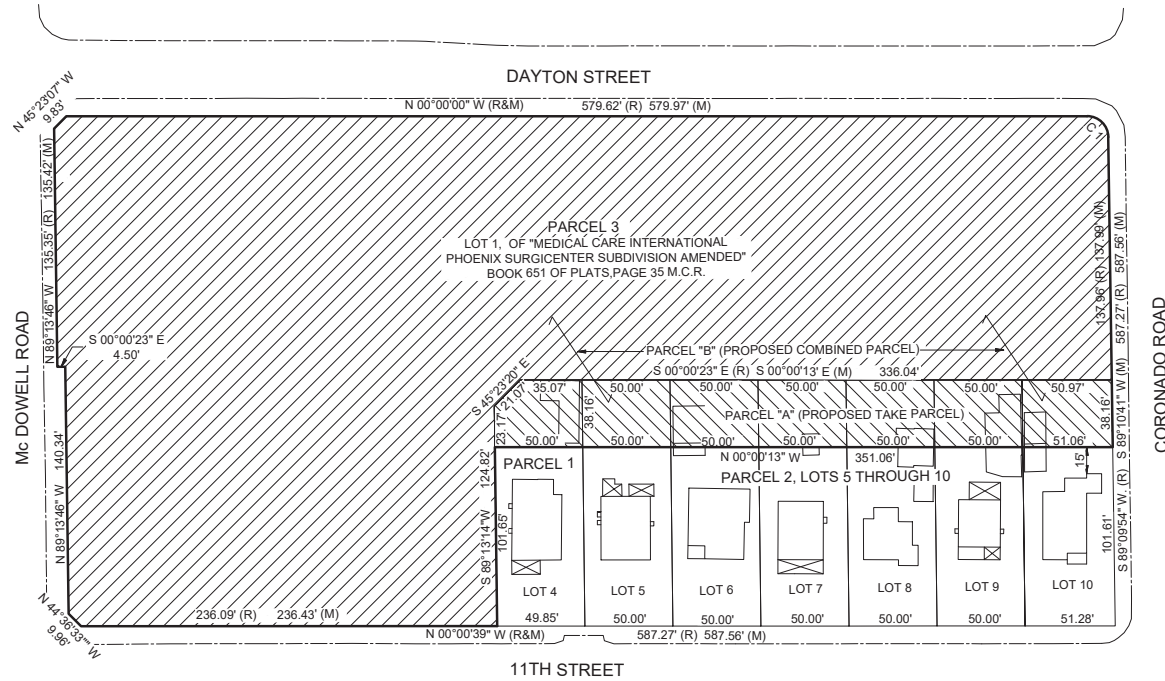 DAYTON STREET
N 45°23'07" W
9.83'
N 00°00'00" W (R&M)
579.62' (R) 579.97' (M)
C 1
N 89°13'46" W 135.35' (R) 135.42' (M)
PARCEL 3
LOT 1, OF "MEDICAL CARE INTERNATIONAL
PHOENIX SURGICENTER SUBDIVISION AMENDED"
BOOK 651 OF PLATS,PAGE 35 M.C.R.
137.96' (R) 137.99' (M)
S 89°10'41" W (M) 587.27' (R) 587.56' (M)
S 89°09'54" W. (R)
Mc DOWELL ROAD
CORONADO ROAD
S 00°00'23" E
4.50'
PARCEL "B" (PROPOSED COMBINED PARCEL)
S 00°00'23" E (R) S 00°00'13" E (M) 336.04'
S 45°23'20" E
21.07'
35.07' 50.00' 50.00' 50.00' 50.00' 50.00' 50.97'
23.17'
38.16'
38.16'
PARCEL "A" (PROPOSED TAKE PARCEL)
50.00' 50.00' 50.00' 50.00' 50.00' 50.00' 51.06'
N 00°00'13" W 351.06'
PARCEL 1
PARCEL 2, LOTS 5 THROUGH 10
15'
N 89°13'46" W 140.34'
S 89°13'14" W 124.82'
101.65'
101.61'
LOT 4
LOT 5
LOT 6
LOT 7
LOT 8
LOT 9
LOT 10
49.85' 50.00' 50.00' 50.00' 50.00' 50.00' 51.28'
N 44°36'33"" W
9.96'
236.09' (R) 236.43' (M)
N 00°00'39" W (R&M)
587.27' (R) 587.56' (M)
11TH STREET